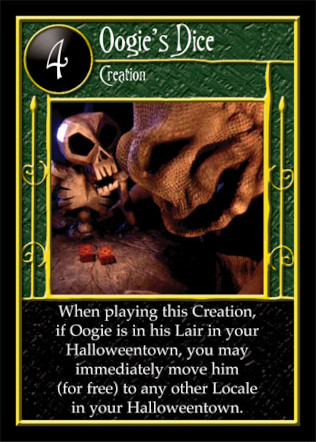 4
Oogie's Dice
Creation
When playing this Creation,
if Oogie is in his Lair in your
Halloweentown, you may
immediately move him
(for free) to any other Locale
in your Halloweentown.